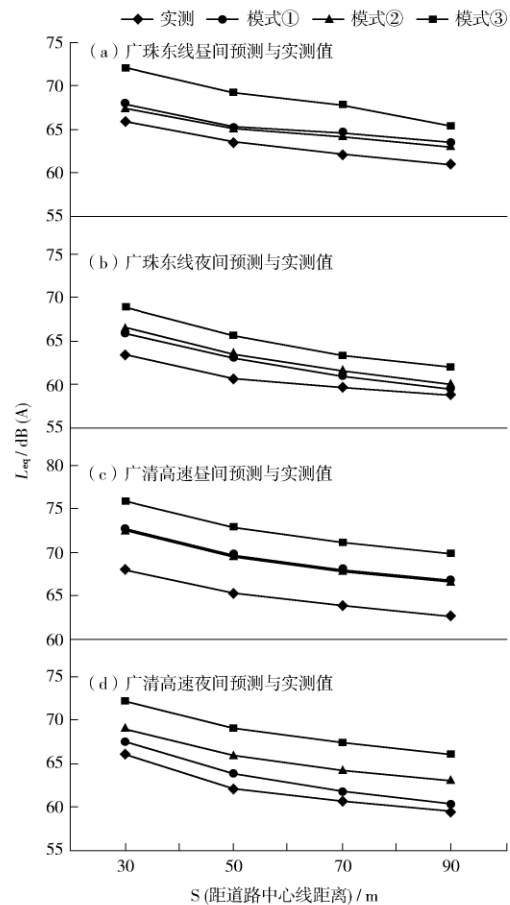 实测 模式① 模式② 模式③
75
(a)广珠东线昼间预测与实测值
70
65
60
55
(b)广珠东线夜间预测与实测值
75
70
65
60
55
(c)广清高速昼间预测与实测值
80
75
70
65
60
(d)广清高速夜间预测与实测值
75
70
65
60
55
Leq / dB (A)
30 50 70 90
S (距道路中心线距离) / m